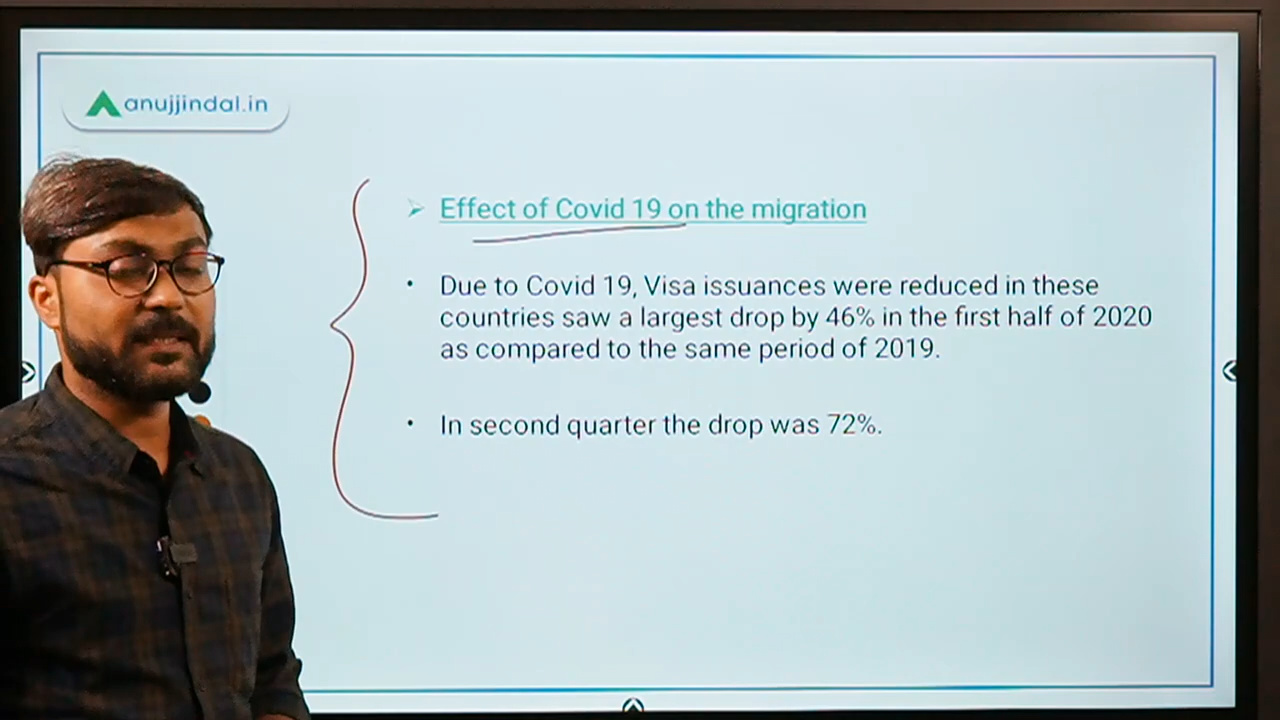 anujjindal.in
Effect of Covid 19 on the migration
Due to Covid 19, Visa issuances were reduced in these
countries saw a largest drop by 46% in the first half of 2020
as compared to the same period of 2019.
In second quarter the drop was 72%.